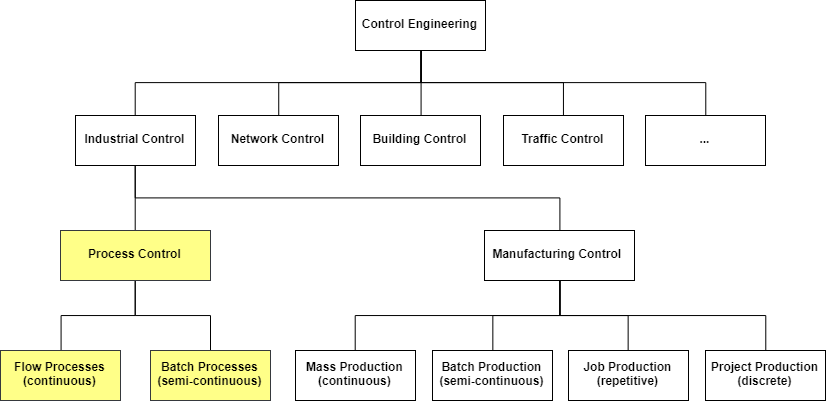 Control Engineering
Industrial Control
Network Control
Building Control
Traffic Control
...
Process Control
Manufacturing Control
Flow Processes
(continuous)
Batch Processes
(semi-continuous)
Mass Production
(continuous)
Batch Production
(semi-continuous)
Job Production
(repetitive)
Project Production
(discrete)